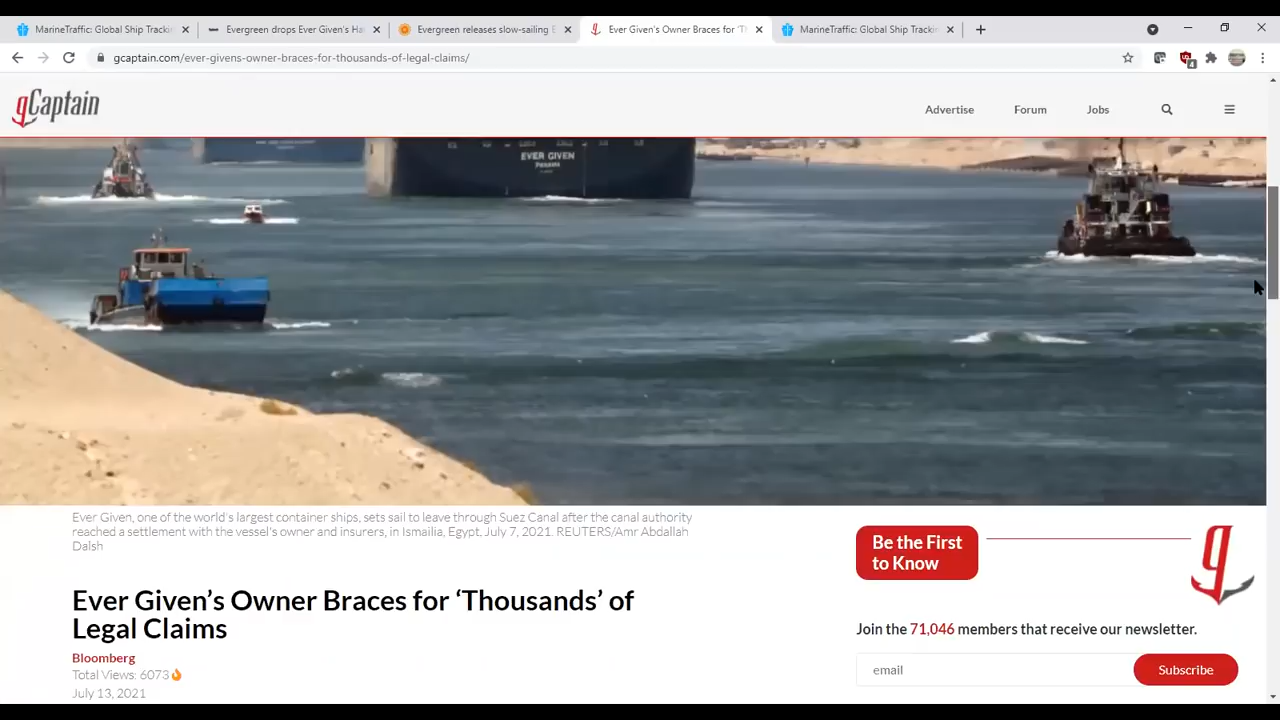 MarineTraffic: Global Ship Trackin
Evergreen drops Ever Given's Ha
Evergreen releases slow-sailing E
Ever Given's Owner Braces for 'Th
MarineTraffic: Global Ship Trackin
gcaptain.com/ever-givens-owner-braces-for-thousands-of-legal-claims/
4
gCaptain
Advertise
Forum
Jobs
EVER GIVEN
PANAMA
Ever Given, one of the world's largest container ships, sets sail to leave through Suez Canal after the canal authority
reached a settlement with the vessel's owner and insurers, in Ismailia, Egypt, July 7, 2021. REUTERS/Amr Abdallah
Dalsh
Ever Given's Owner Braces for 'Thousands' of
Legal Claims
Bloomberg
Total Views: 6073
July 13, 2021
Be the First
to Know
g
Join the 71,046 members that receive our newsletter.
email
Subscribe